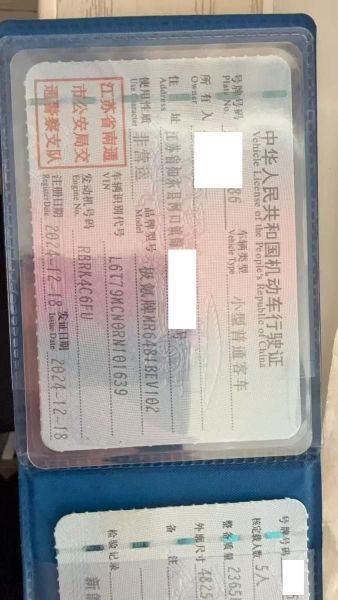 中华人民共和国机动车行驶证
Vehicle License of the People's Republic of China
号牌号码
Plate No.
86
车辆类型
Vehicle Type
小型普通客车
所有人
Owner
住址
Address
江苏省
使用性质
Use Character
非营运
品牌型号
极氪牌MR6481BEV102
江苏省南通
市公安局交
通警察支队
车辆识别代号
VIN
L6T79KCN0RN101639
发动机号码
Engine No.
RBRN4C6FU
注册日期
Register Date
2024-12-18
发证日期
Issue Date
2024-12-18
号牌号码
核定载人数
5人
整备质量
2365
外廓尺寸
4825
备注
检验记录